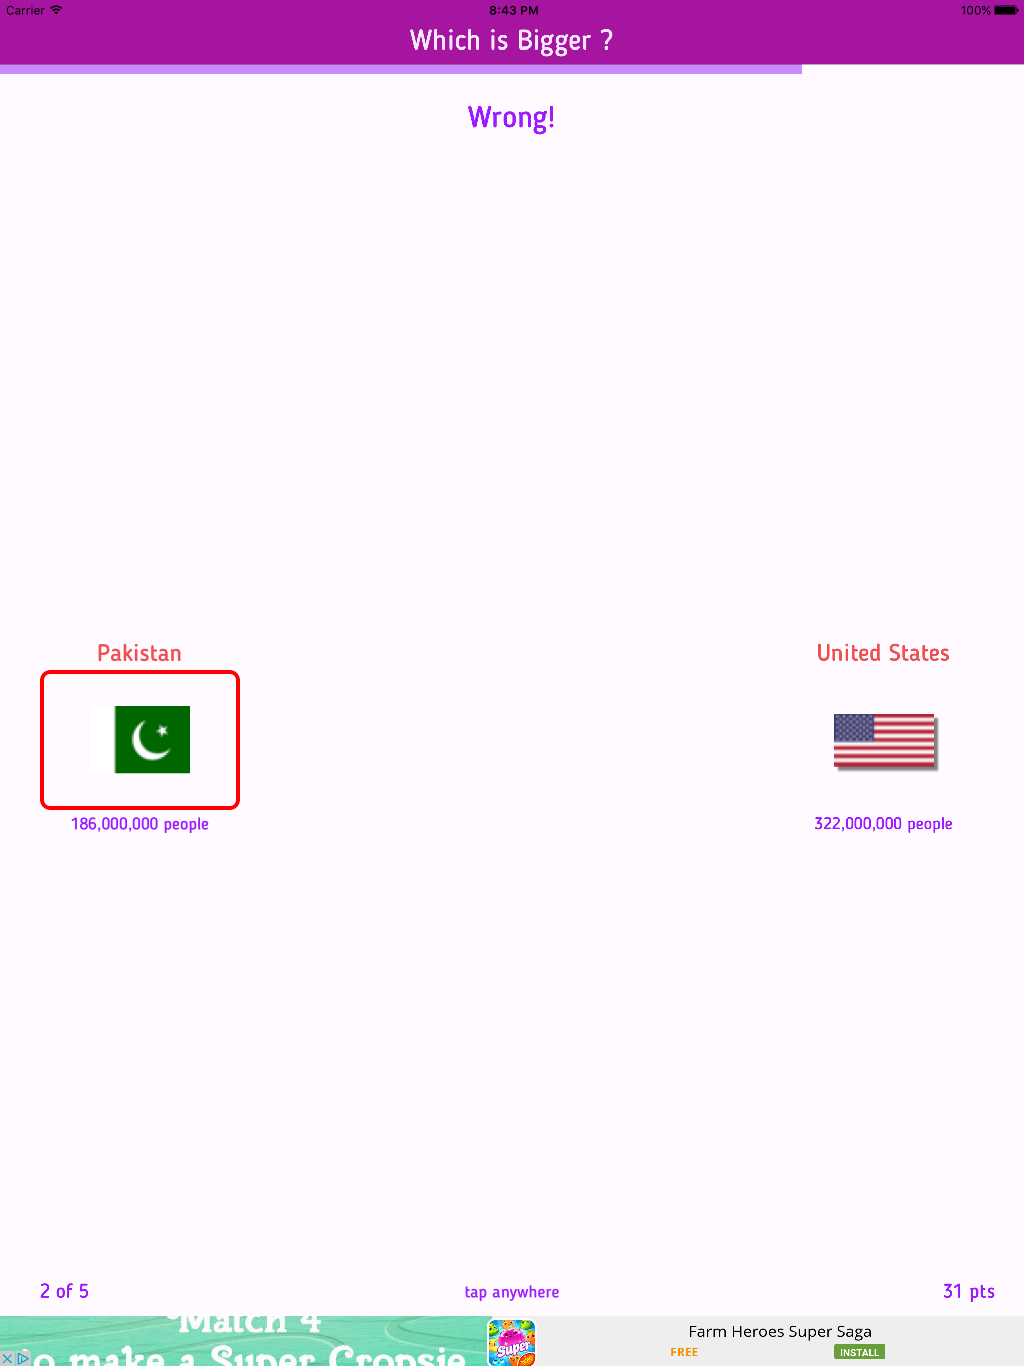 Carrier
8:43 PM
100%
Which is Bigger ?
Wrong!
Pakistan
United States
186,000,000 people
322,000,000 people
2 of 5
tap anywhere
31 pts
Match 4
o make a Super Cropsie
Super
Farm Heroes Super Saga
FREE
INSTALL